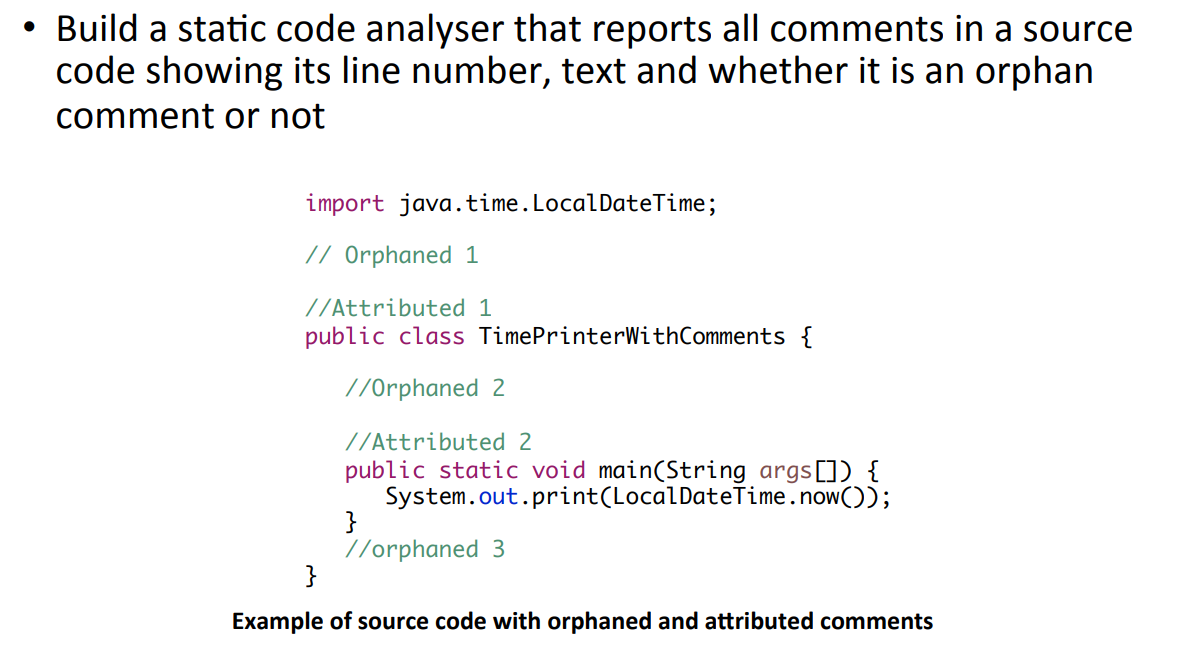 • Build a static code analyser that reports all comments in a source
code showing its line number, text and whether it is an orphan
comment or not
import java.time.LocalDateTime;
// Orphaned 1
//Attributed 1
public class TimePrinterWithComments {
//Orphaned 2
//Attributed 2
public static void main(String args[]) {
System.out.print(LocalDateTime.now());
}
//orphaned 3
}
Example of source code with orphaned and attributed comments